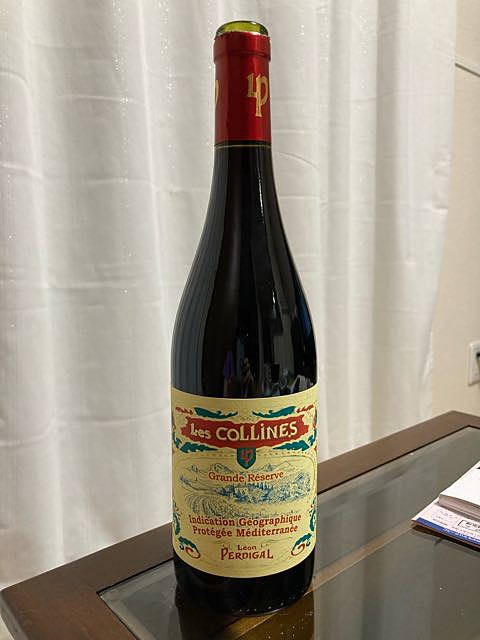 LP
Les COLLINES
LP
Grande Réserve
Indication Géographique
Protégée Méditerranée
Léon
PERDIGAL